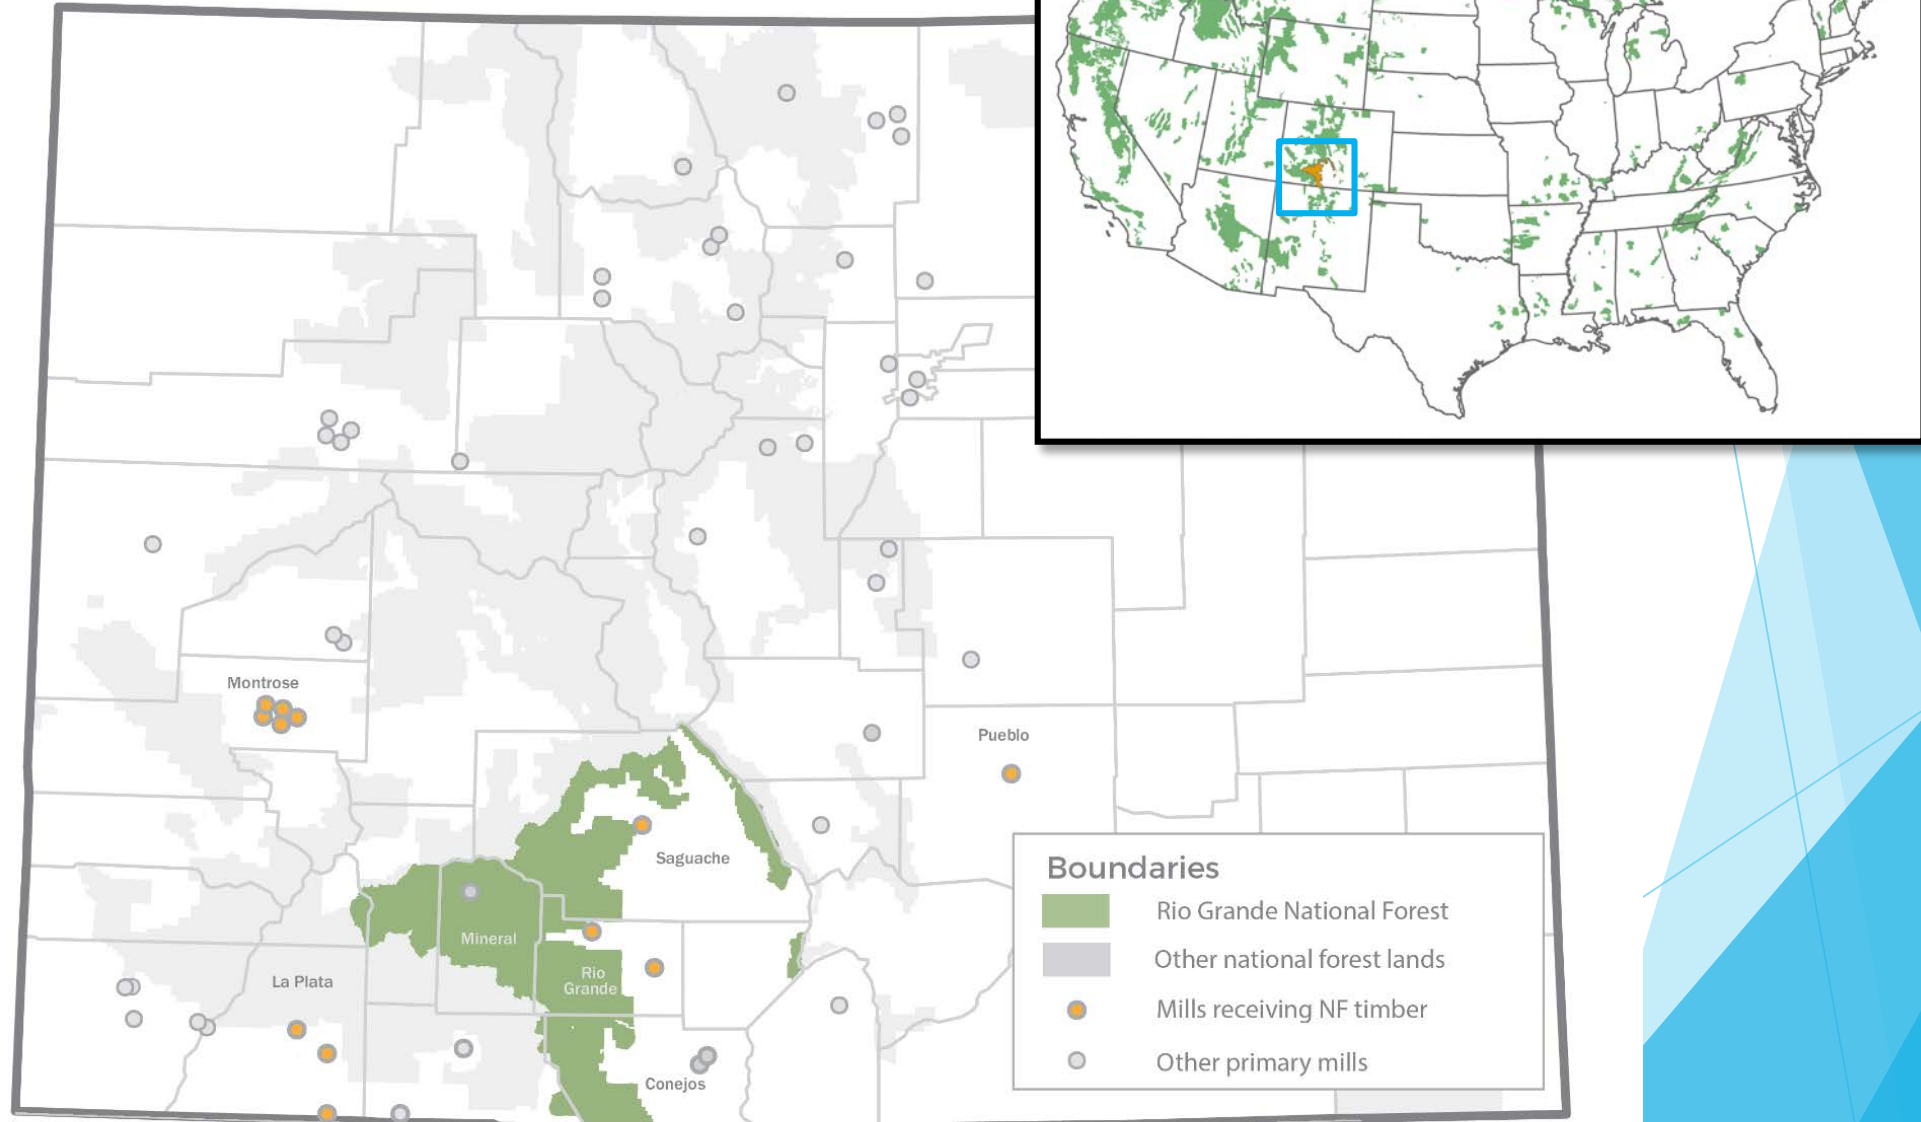 Montrose
Pueblo
Saguache
Mineral
La Plata
Rio
Grande
Conejos
Boundaries
Rio Grande National Forest
Other national forest lands
Mills receiving NF timber
Other primary mills